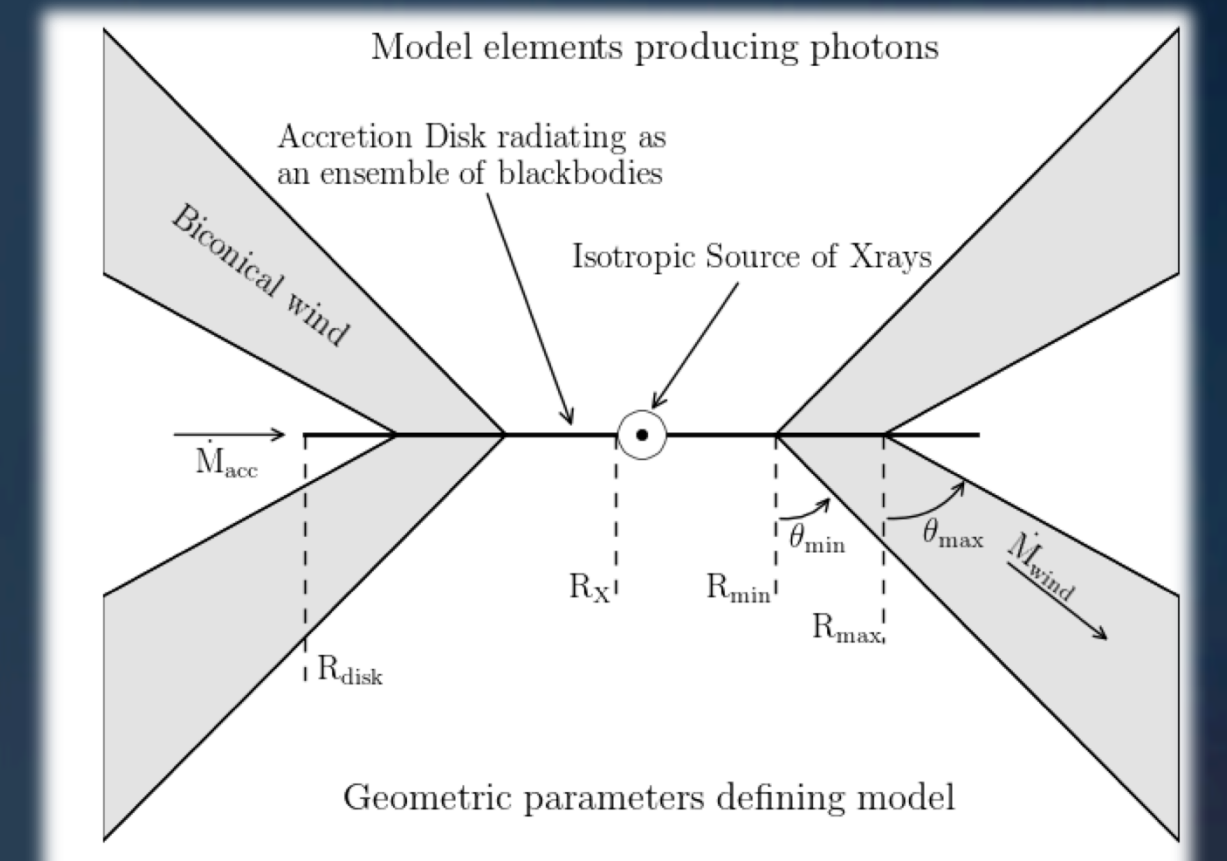 Model elements producing photons
Accretion Disk radiating as
an ensemble of blackbodies
Biconical wind
Isotropic Source of Xrays
Ṁacc
θmin
θmax
Ṁwind
RX
Rmin
Rmax
Rdisk
Geometric parameters defining model